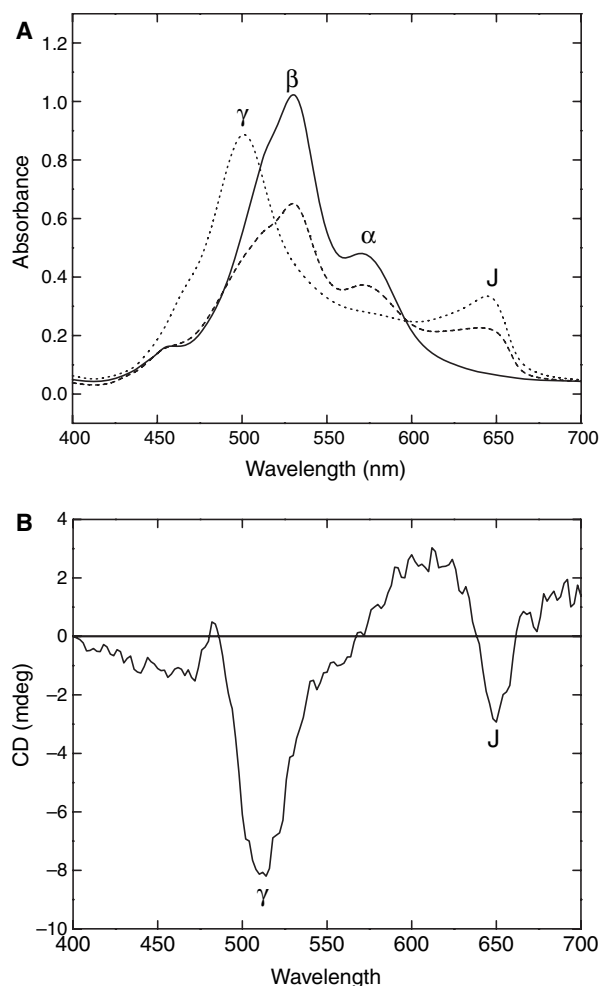 A
1.2
1.0
0.8
0.6
0.4
0.2
0.0
Absorbance
γ
β
α
J
400 450 500 550 600 650 700
Wavelength (nm)
B
4
2
0
−2
−4
−6
−8
−10
CD (mdeg)
J
γ
400 450 500 550 600 650 700
Wavelength